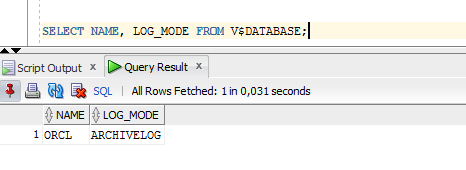 SELECT NAME, LOG_MODE FROM V$DATABASE;
Script Output x Query Result x
SQL | All Rows Fetched: 1 in 0,031 seconds
NAME LOG_MODE
1 ORCL ARCHIVELOG